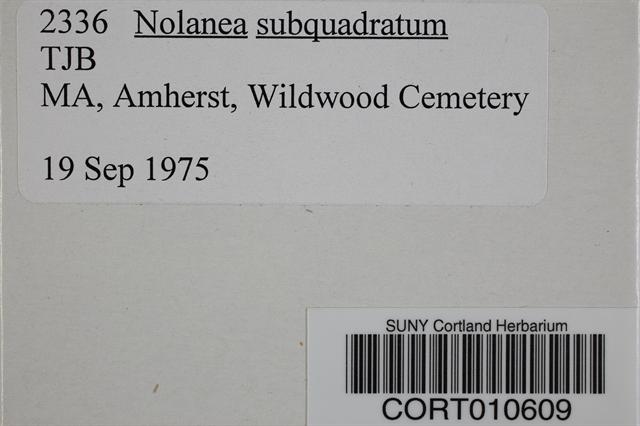 2336 Nolanea subquadratum
TJB
MA, Amherst, Wildwood Cemetery
19 Sep 1975
SUNY Cortland Herbarium
CORT010609